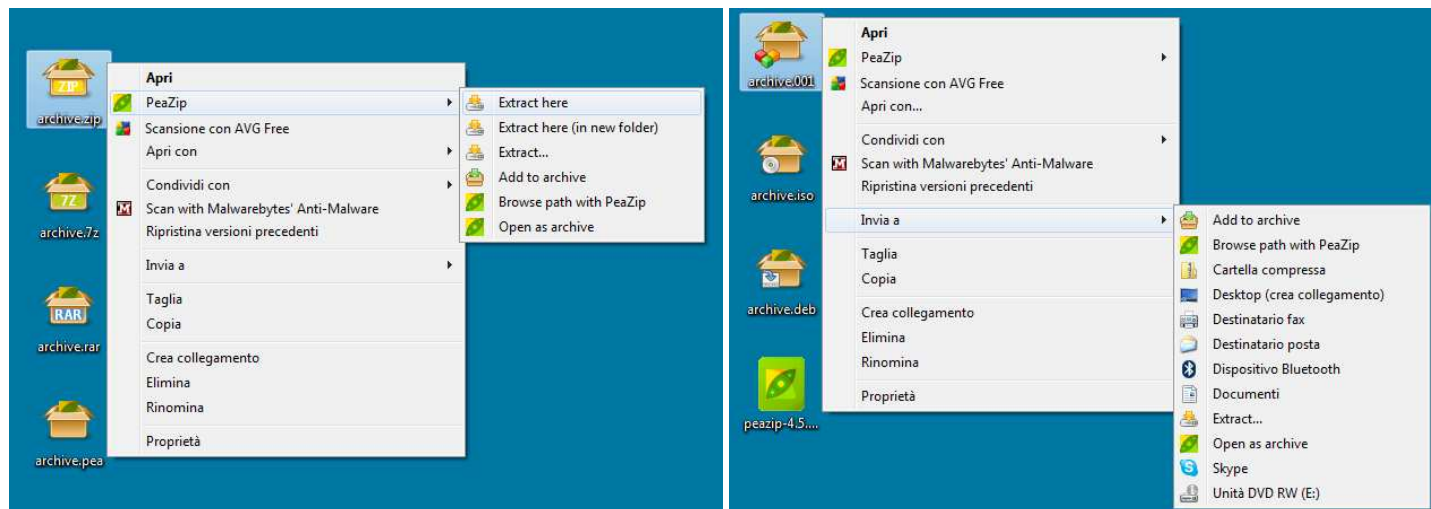 ZIP
archive.zip
7Z
archive.7z
RAR
archive.rar
archive.pea
Apri
PeaZip
Scansione con AVG Free
Apri con
Condividi con
Scan with Malwarebytes' Anti-Malware
Ripristina versioni precedenti
Invia a
Taglia
Copia
Crea collegamento
Elimina
Rinomina
Proprietà
Extract here
Extract here (in new folder)
Extract...
Add to archive
Browse path with PeaZip
Open as archive
archive.001
archive.iso
archive.deb
peazip-4.5....
Apri
PeaZip
Scansione con AVG Free
Apri con...
Condividi con
Scan with Malwarebytes' Anti-Malware
Ripristina versioni precedenti
Invia a
Taglia
Copia
Crea collegamento
Elimina
Rinomina
Proprietà
Add to archive
Browse path with PeaZip
Cartella compressa
Desktop (crea collegamento)
Destinatario fax
Destinatario posta
Dispositivo Bluetooth
Documenti
Extract...
Open as archive
Skype
Unità DVD RW (E:)